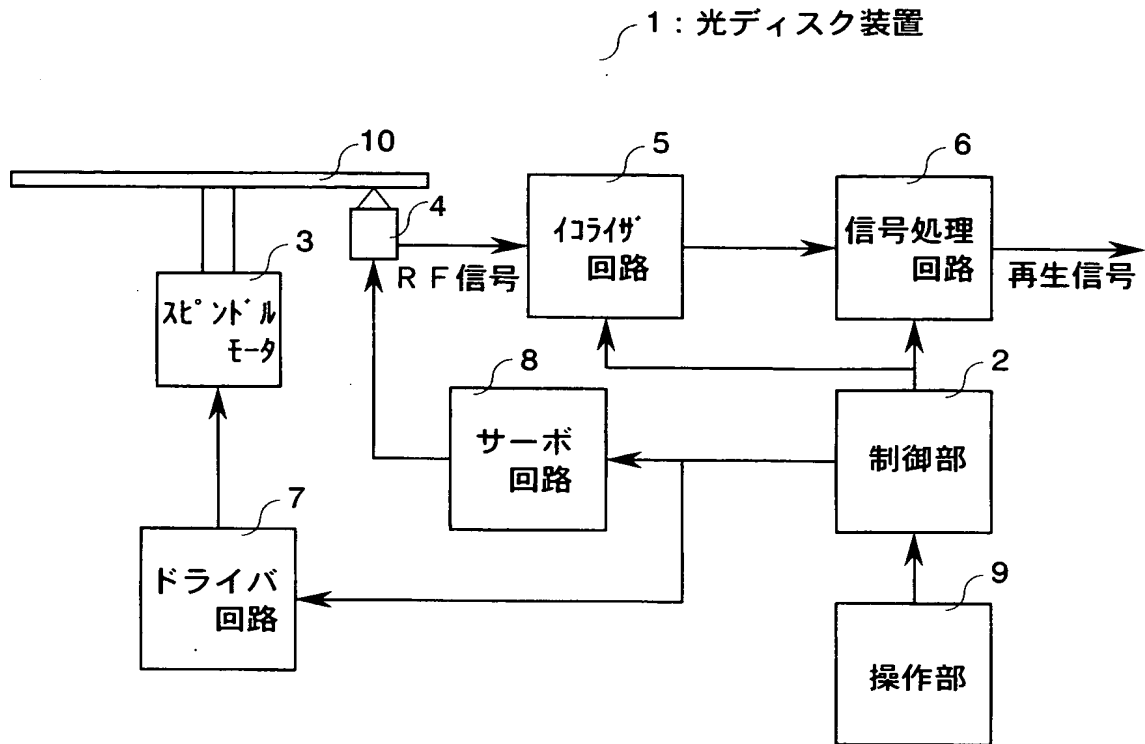 1：光ディスク装置
10
5
6
4
イコライザ
回路
信号処理
回路
3
ＲＦ信号
再生信号
スピンドル
モータ
8
2
サーボ
回路
制御部
7
ドライバ
回路
9
操作部